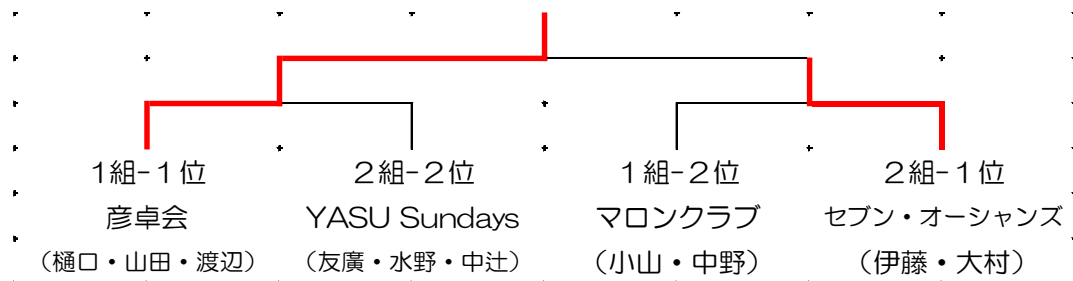 1組-1位 2組-2位 1組-2位 2組-1位
彦卓会 YASU Sundays マロンクラブ セブン・オーシャンズ
（樋口・山田・渡辺） （友廣・水野・中辻） （小山・中野） （伊藤・大村）